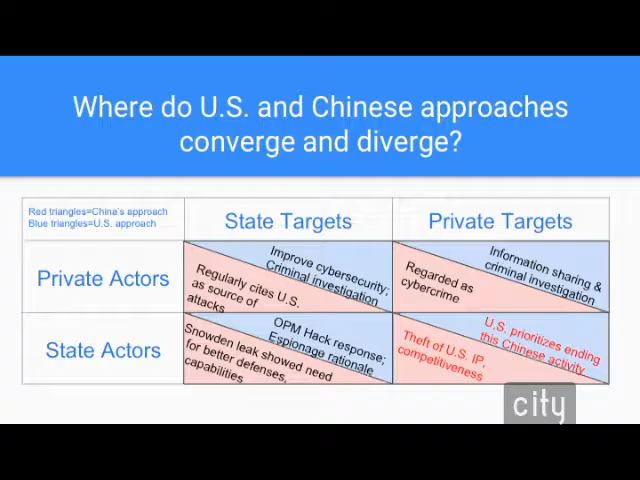 Where do U.S. and Chinese approaches
converge and diverge?
Red triangles=China's approach
Blue triangles=U.S. approach
State Targets
Private Targets
Private Actors
Improve cybersecurity;
Criminal investigation
Regularly cites U.S.
as source of
attacks
Information sharing &
criminal investigation
Regarded as
cybercrime
State Actors
OPM Hack response;
Espionage rationale
Snowden leak showed need
for better defenses,
capabilities
U.S. prioritizes ending
this Chinese activity
Theft of U.S. IP,
competitiveness
city